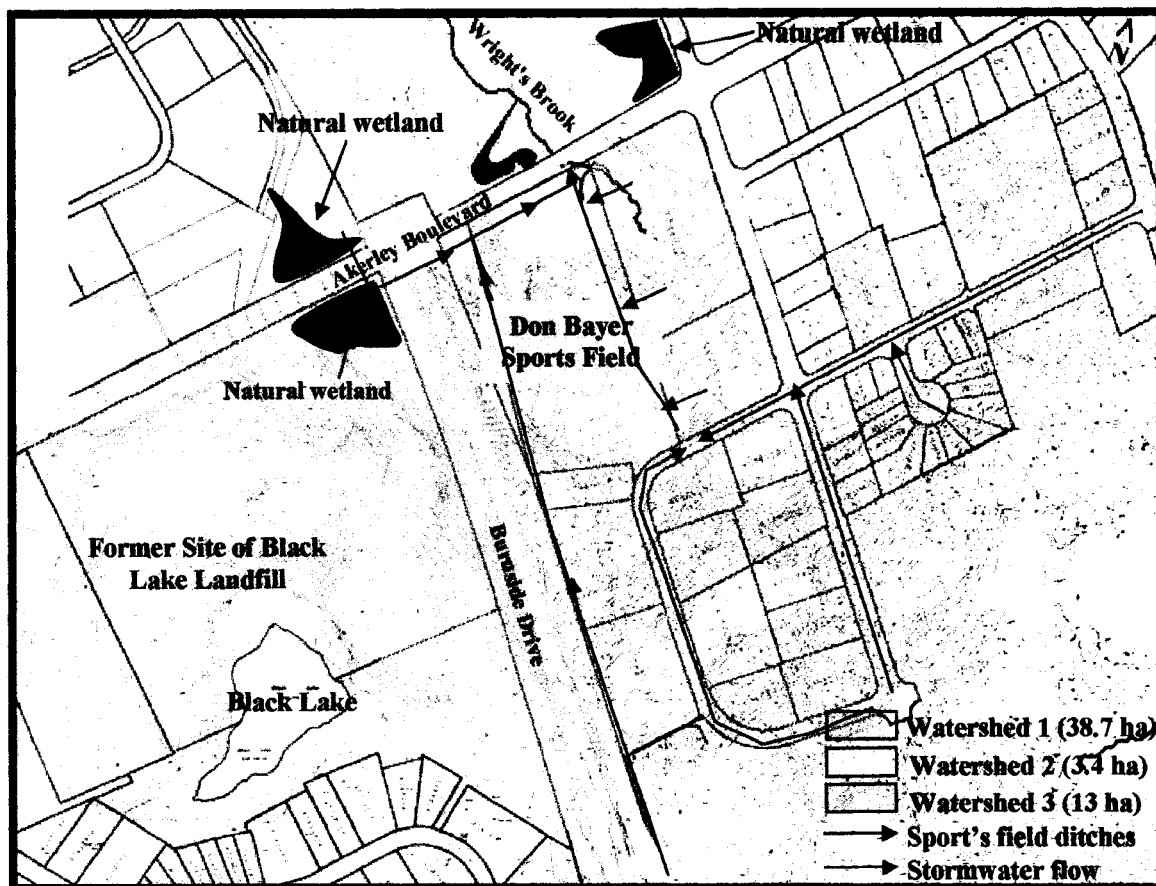 Natural wetland
Wright's Brook
Natural wetland
Akerley Boulevard
Don Bayer
Sports Field
Natural wetland
Former Site of Black
Lake Landfill
Burnside Drive
Black Lake
Watershed 1 (38.7 ha)
Watershed 2 (3.4 ha)
Watershed 3 (13 ha)
Sport's field ditches
Stormwater flow